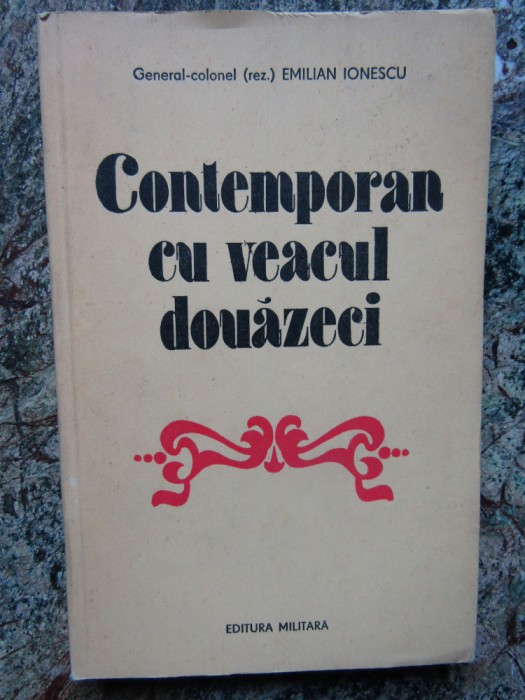 General-colonel (rez.) EMILIAN IONESCU
Contemporan
cu veacul
douăzeci
EDITURA MILITARĂ